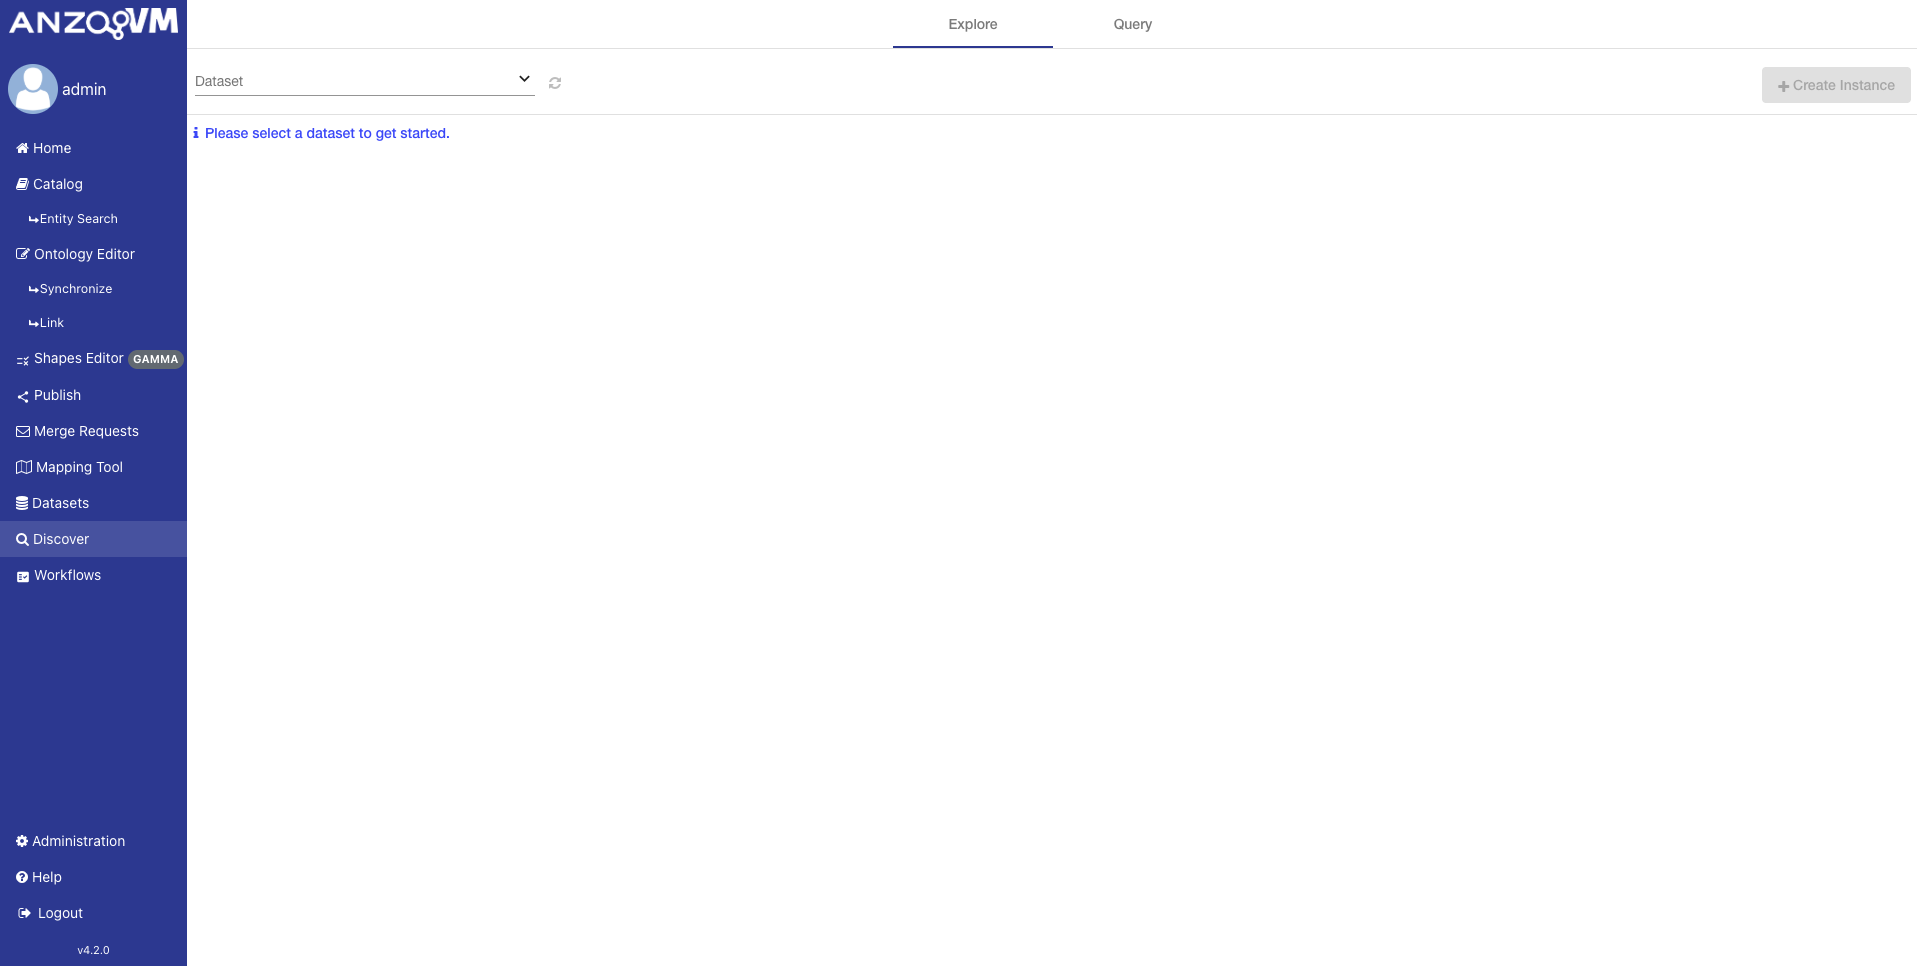 ANZOVM
admin
Home
Catalog
Entity Search
Ontology Editor
Synchronize
Link
Shapes Editor GAMMA
Publish
Merge Requests
Mapping Tool
Datasets
Discover
Workflows
Administration
Help
Logout
v4.2.0
Explore Query
Dataset
Create Instance
Please select a dataset to get started.